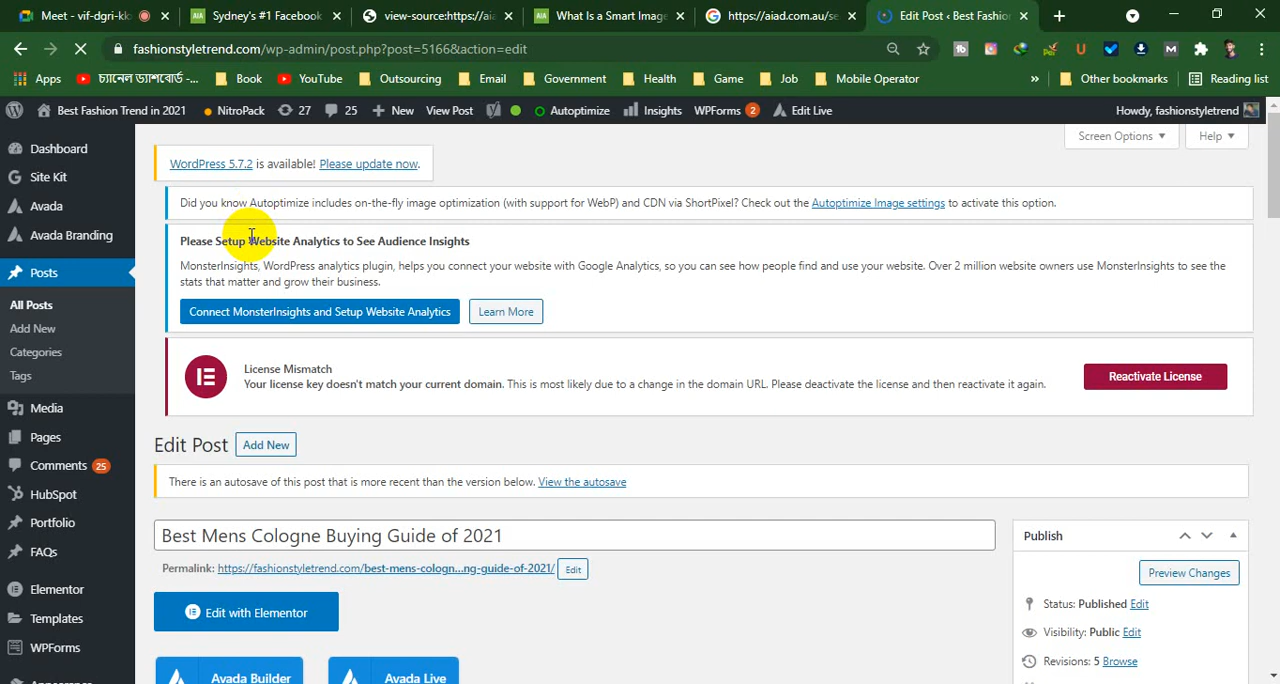 Meet - vif-dgri-kk
Sydney's #1 Facebook
view-source:https://aia
What Is a Smart Imag
https://aiad.com.au/se
Edit Post ‹ Best Fashio
fashionstyletrend.com/wp-admin/post.php?post=5166&action=edit
Apps
চ্যানেল ড্যাশবোর্ড -...
Book
YouTube
Outsourcing
Email
Government
Health
Game
Job
Mobile Operator
»
Other bookmarks
Reading list
Best Fashion Trend in 2021
NitroPack
27
25
New
View Post
Autoptimize
Insights
WPForms 2
Edit Live
Howdy, fashionstyletrend
Screen Options
Help
Dashboard
Site Kit
Avada
Avada Branding
Posts
All Posts
Add New
Categories
Tags
Media
Pages
Comments 25
HubSpot
Portfolio
FAQs
Elementor
Templates
WPForms
WordPress 5.7.2 is available! Please update now.
Did you know Autoptimize includes on-the-fly image optimization (with support for WebP) and CDN via ShortPixel? Check out the Autoptimize Image settings to activate this option.
Please Setup Website Analytics to See Audience Insights
MonsterInsights, WordPress analytics plugin, helps you connect your website with Google Analytics, so you can see how people find and use your website. Over 2 million website owners use MonsterInsights to see the
stats that matter and grow their business.
Connect MonsterInsights and Setup Website Analytics
Learn More
License Mismatch
Your license key doesn't match your current domain. This is most likely due to a change in the domain URL. Please deactivate the license and then reactivate it again.
Reactivate License
Edit Post
Add New
There is an autosave of this post that is more recent than the version below. View the autosave
Best Mens Cologne Buying Guide of 2021
Permalink: https://fashionstyletrend.com/best-mens-cologn...ng-guide-of-2021/
Edit
Edit with Elementor
Avada Builder
Avada Live
Publish
Preview Changes
Status: Published Edit
Visibility: Public Edit
Revisions: 5 Browse